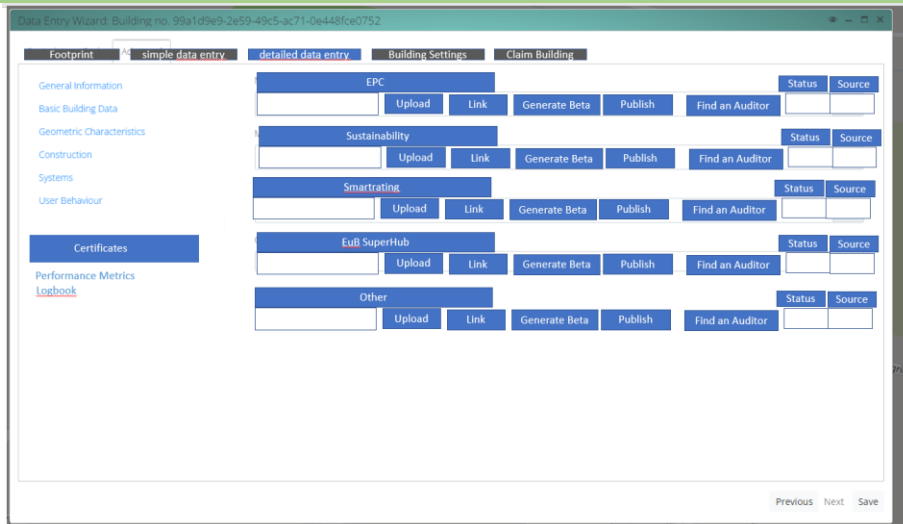 Data Entry Wizard: Building no. 99a1d9e9-2e59-49c5-ac71-0e448fce0752
Footprint simple data entry detailed data entry Building Settings Claim Building
General Information
Basic Building Data
Geometric Characteristics
Construction
Systems
User Behaviour
Certificates
Performance Metrics
Logbook
EPC Status Source
Upload Link Generate Beta Publish Find an Auditor
Sustainability Status Source
Upload Link Generate Beta Publish Find an Auditor
Smartrating Status Source
Upload Link Generate Beta Publish Find an Auditor
EuB SuperHub Status Source
Upload Link Generate Beta Publish Find an Auditor
Other Status Source
Upload Link Generate Beta Publish Find an Auditor
Previous Next Save